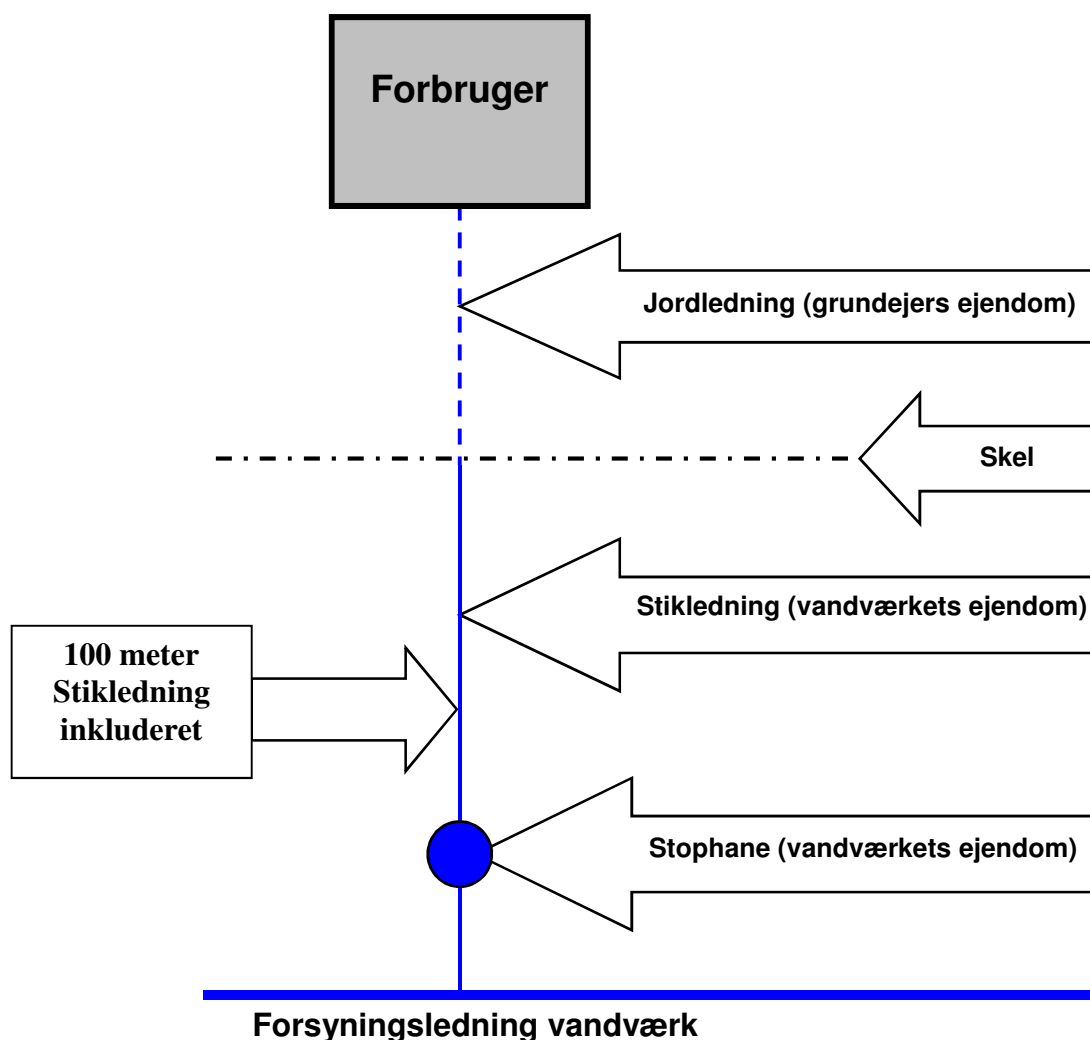 Forbruger
Jordledning (grundejers ejendom)
Skel
Stikledning (vandværkets ejendom)
100 meter
Stikledning
inkluderet
Stophane (vandværkets ejendom)
Forsyningsledning vandværk